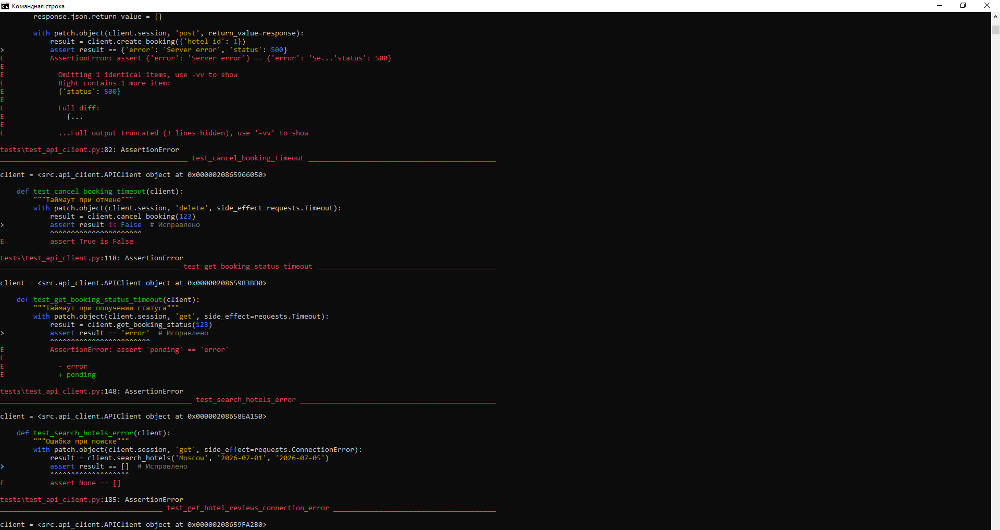 Командная строка
response.json.return_value = {}
with patch.object(client.session, 'post', return_value=response):
result = client.create_booking({'hotel_id': 1})
> assert result == {'error': 'Server error', 'status': 500}
E AssertionError: assert {'error': 'Server error'} == {'error': 'Se...'status': 500}
E
E Omitting 1 identical items, use -vv to show
E Right contains 1 more item:
E {'status': 500}
E
E Full diff:
E {...
E
E ...Full output truncated (3 lines hidden), use '-vv' to show
tests\test_api_client.py:82: AssertionError
_____________________________________________ test_cancel_booking_timeout _____________________________________________
client = <src.api_client.APIClient object at 0x0000020865966050>
def test_cancel_booking_timeout(client):
"""Таймаут при отмене"""
with patch.object(client.session, 'delete', side_effect=requests.Timeout):
result = client.cancel_booking(123)
> assert result is False # Исправлено
^^^^^^^^^^^^^^^^^^^^^^
E assert True is False
tests\test_api_client.py:118: AssertionError
___________________________________________ test_get_booking_status_timeout ___________________________________________
client = <src.api_client.APIClient object at 0x00000208659B3BD0>
def test_get_booking_status_timeout(client):
"""Таймаут при получении статуса"""
with patch.object(client.session, 'get', side_effect=requests.Timeout):
result = client.get_booking_status(123)
> assert result == 'error' # Исправлено
^^^^^^^^^^^^^^^^^^^^^^^^
E AssertionError: assert 'pending' == 'error'
E
E - error
E + pending
tests\test_api_client.py:148: AssertionError
______________________________________________ test_search_hotels_error _______________________________________________
client = <src.api_client.APIClient object at 0x00000208658EA150>
def test_search_hotels_error(client):
"""Ошибка при поиске"""
with patch.object(client.session, 'get', side_effect=requests.ConnectionError):
result = client.search_hotels('Moscow', '2026-07-01', '2026-07-05')
> assert result == [] # Исправлено
^^^^^^^^^^^^^^^^^^^
E assert None == []
tests\test_api_client.py:185: AssertionError
_______________________________________ test_get_hotel_reviews_connection_error _______________________________________
client = <src.api_client.APIClient object at 0x00000208659FA2B0>